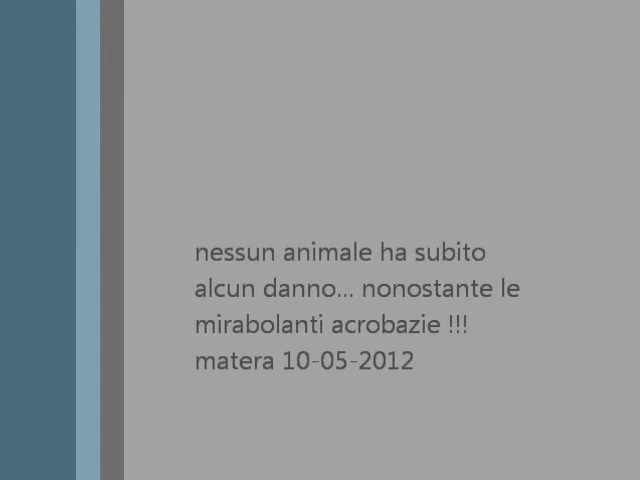 nessun animale ha subito
alcun danno... nonostante le
mirabolanti acrobazie !!!
matera 10-05-2012